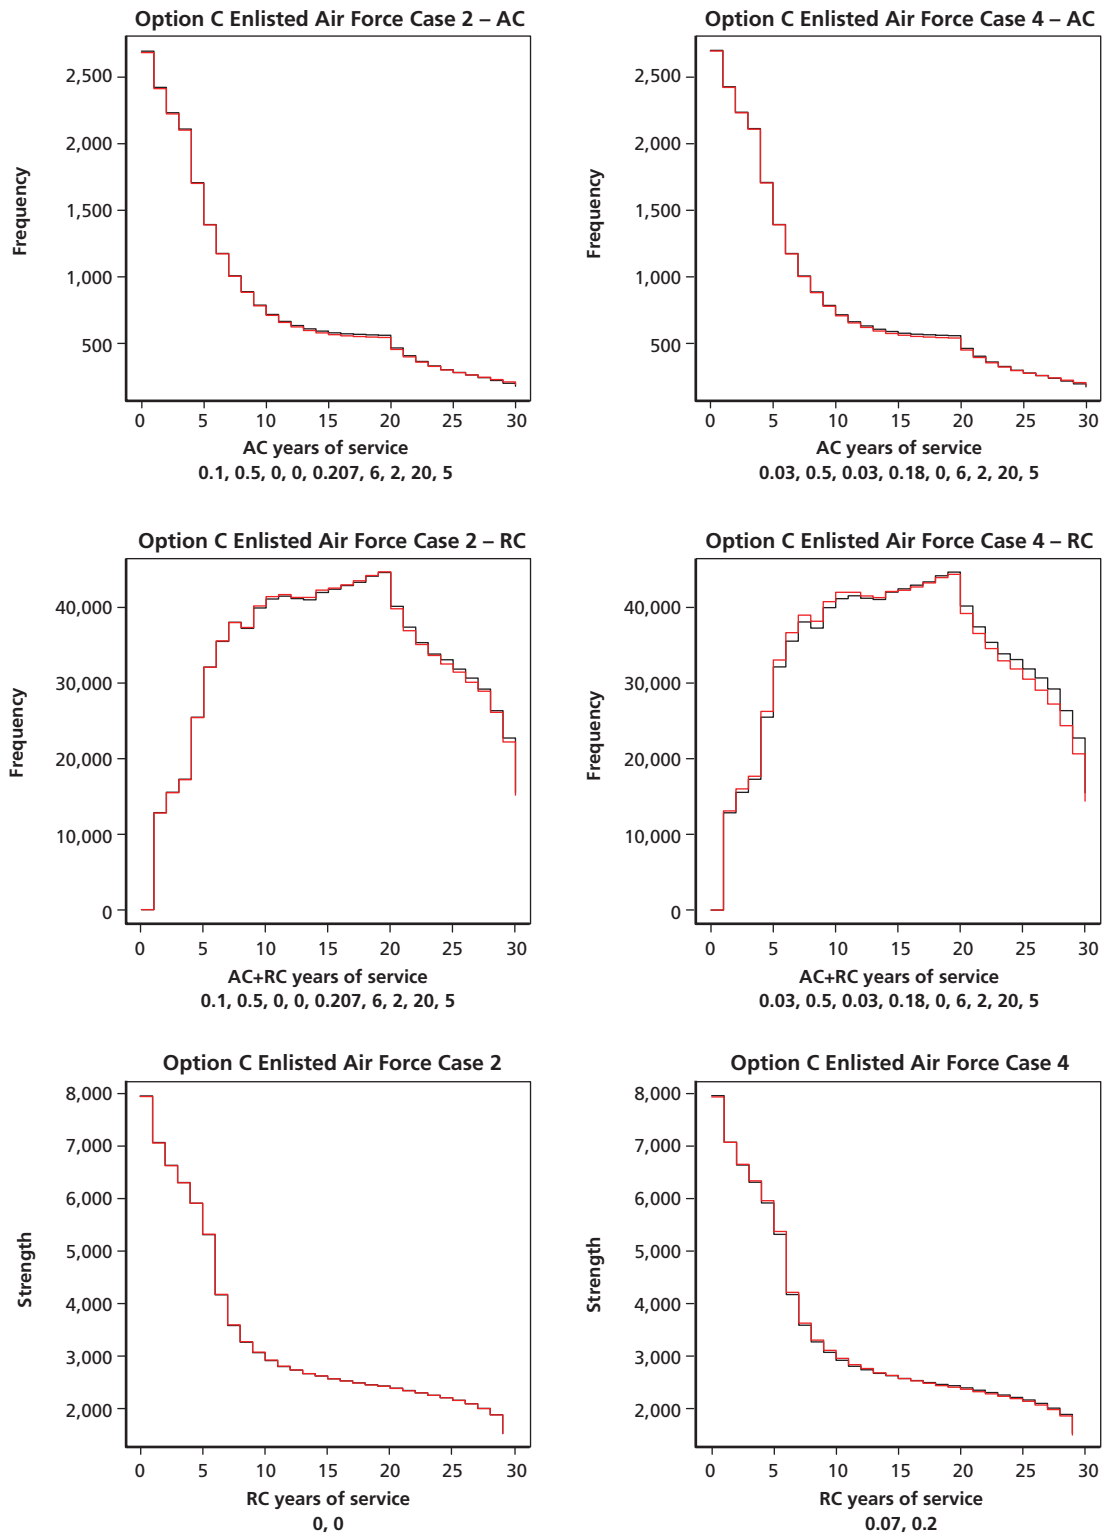 Option C Enlisted Air Force Case 2 – AC
Frequency
2,500
2,000
1,500
1,000
500
0 5 10 15 20 25 30
AC years of service
0.1, 0.5, 0, 0, 0.207, 6, 2, 20, 5
Option C Enlisted Air Force Case 4 – AC
Frequency
2,500
2,000
1,500
1,000
500
0 5 10 15 20 25 30
AC years of service
0.03, 0.5, 0.03, 0.18, 0, 6, 2, 20, 5
Option C Enlisted Air Force Case 2 – RC
Frequency
40,000
30,000
20,000
10,000
0
0 5 10 15 20 25 30
AC+RC years of service
0.1, 0.5, 0, 0, 0.207, 6, 2, 20, 5
Option C Enlisted Air Force Case 4 – RC
Frequency
40,000
30,000
20,000
10,000
0
0 5 10 15 20 25 30
AC+RC years of service
0.03, 0.5, 0.03, 0.18, 0, 6, 2, 20, 5
Option C Enlisted Air Force Case 2
Strength
8,000
7,000
6,000
5,000
4,000
3,000
2,000
0 5 10 15 20 25 30
RC years of service
0, 0
Option C Enlisted Air Force Case 4
Strength
8,000
7,000
6,000
5,000
4,000
3,000
2,000
0 5 10 15 20 25 30
RC years of service
0.07, 0.2